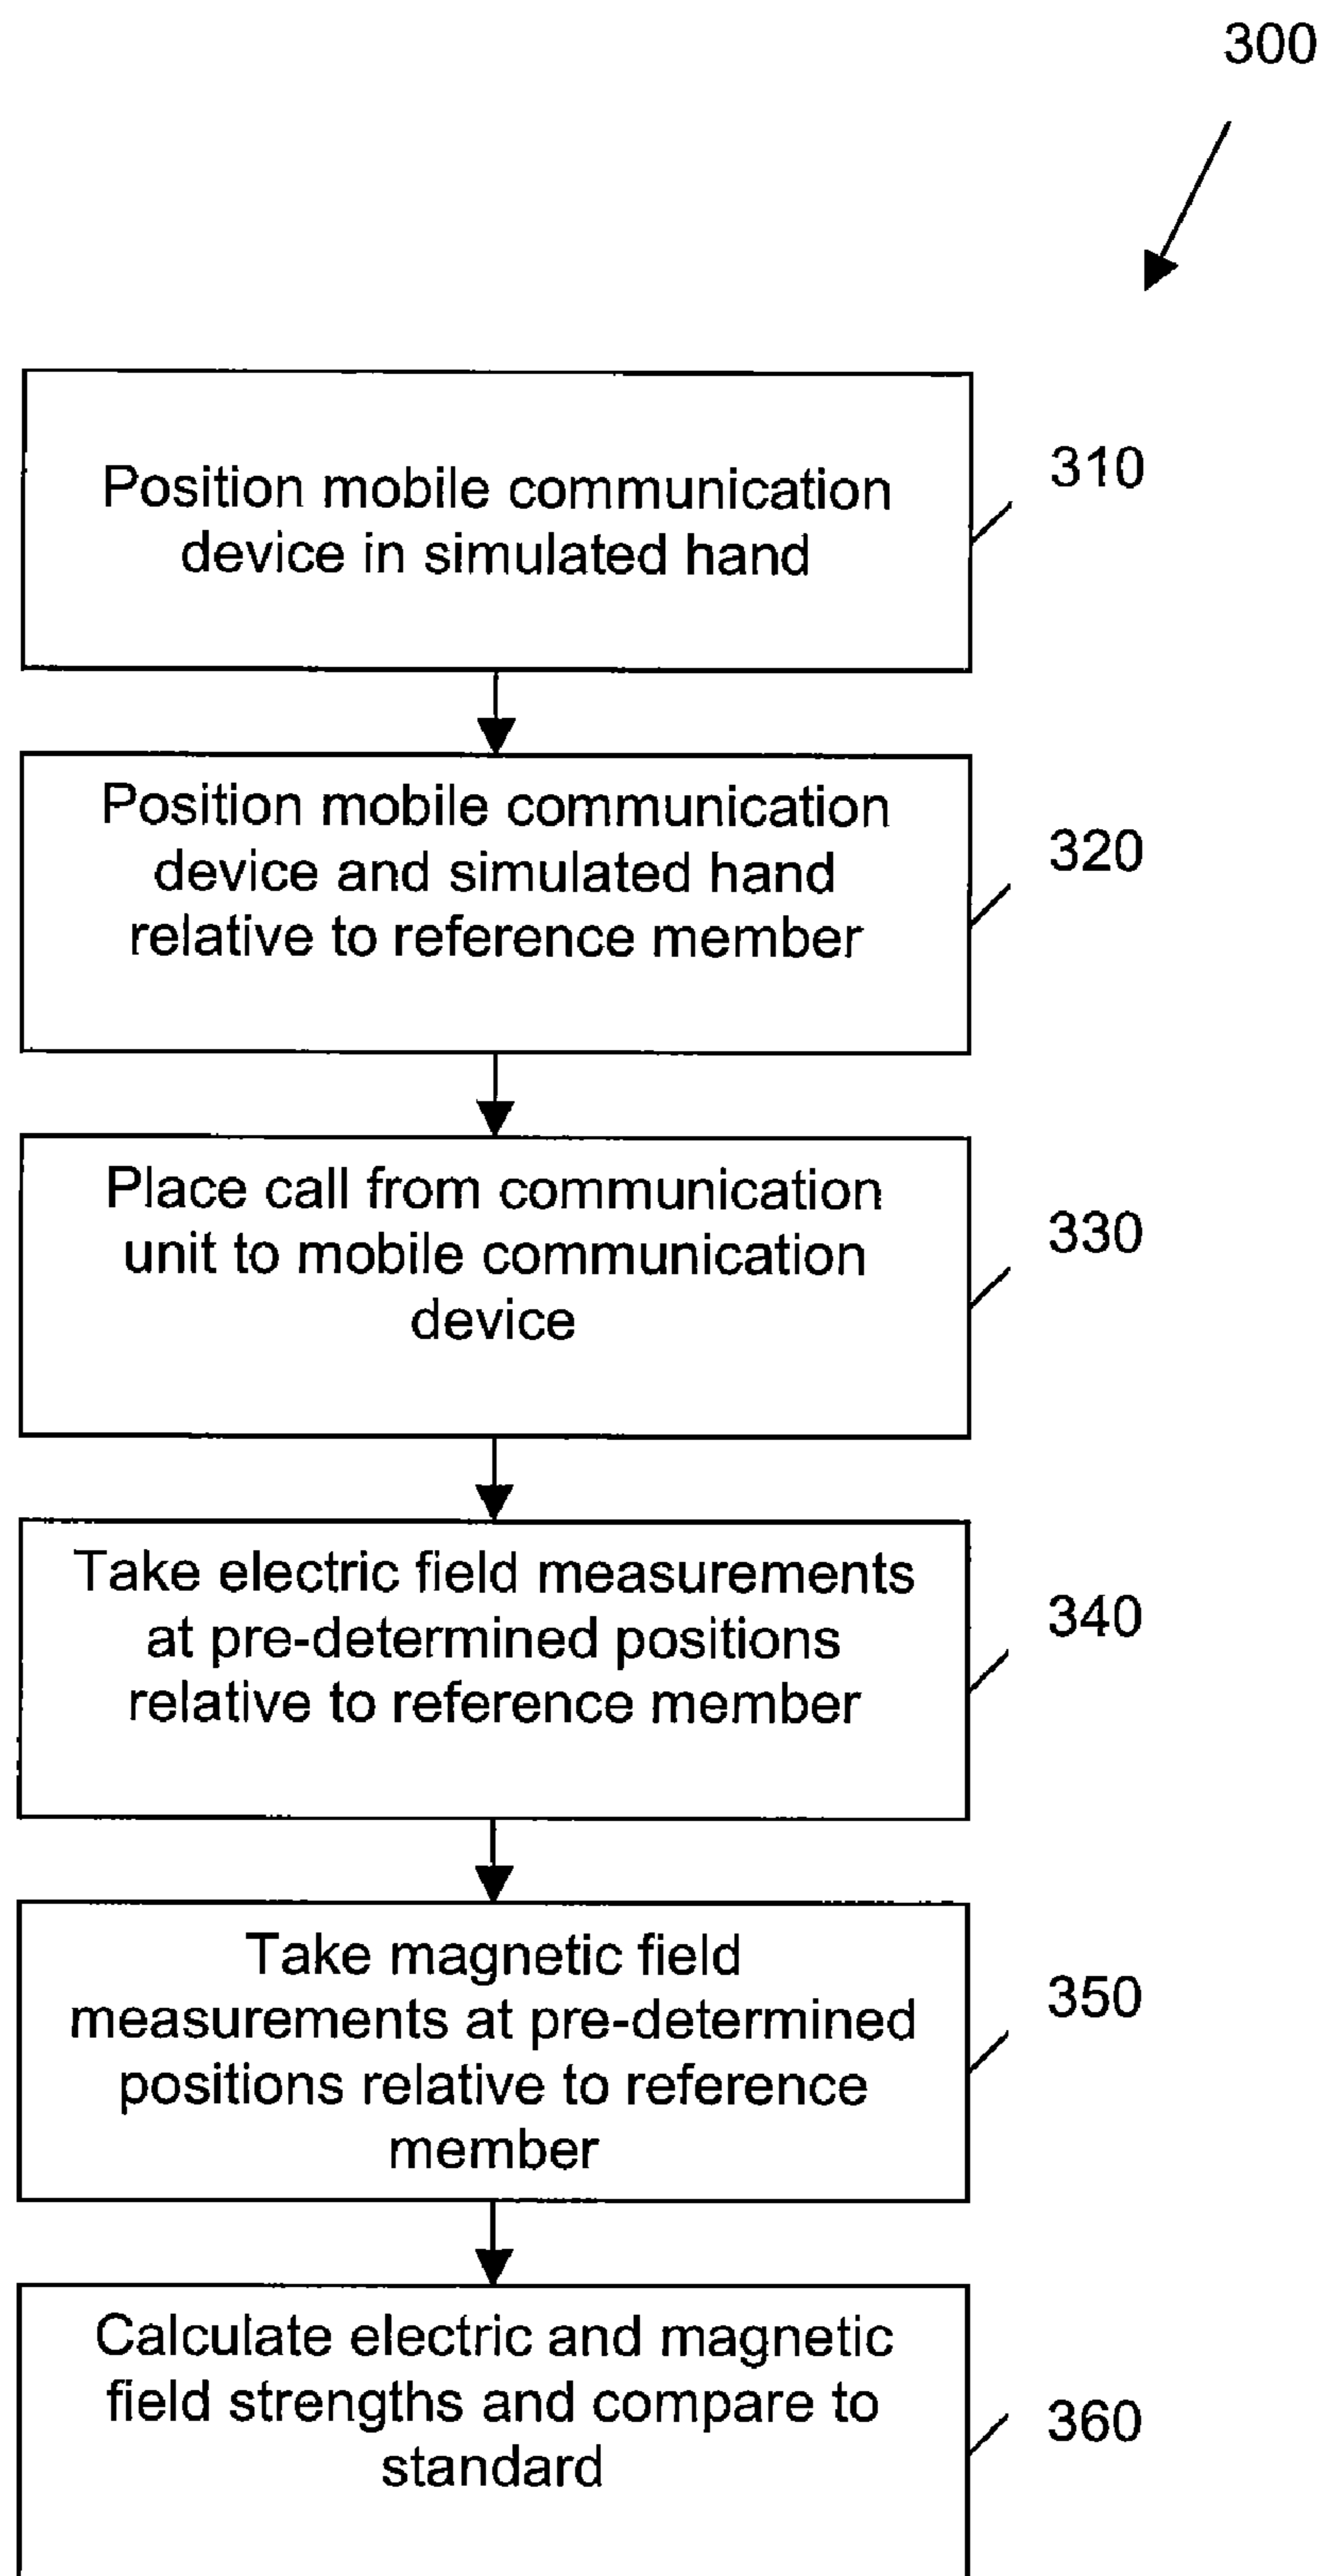 300
Position mobile communication
device in simulated hand
310
Position mobile communication
device and simulated hand
relative to reference member
320
Place call from communication
unit to mobile communication
device
330
Take electric field measurements
at pre-determined positions
relative to reference member
340
Take magnetic field
measurements at pre-determined
positions relative to reference
member
350
Calculate electric and magnetic
field strengths and compare to
standard
360